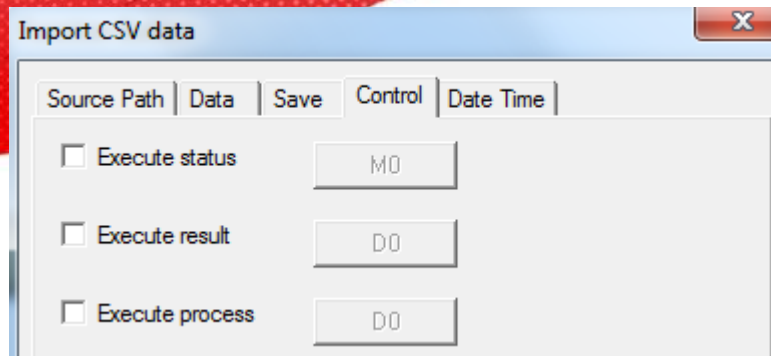 Import CSV data
X
Source Path Data Save Control Date Time
Execute status M0
Execute result D0
Execute process D0